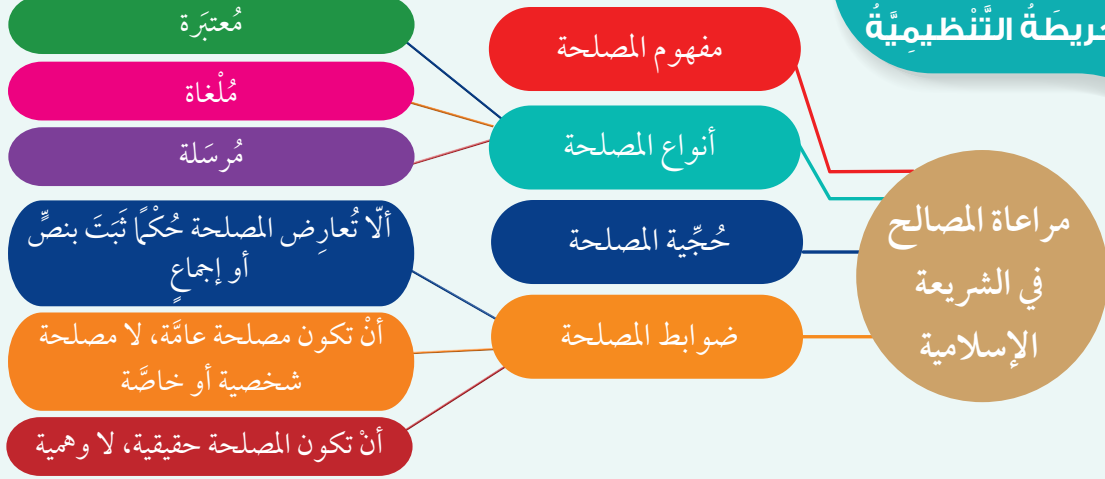 التَّنْظيمِيَّةُ
مراعاة المصالح
في الشريعة
الإسلامية
مفهوم المصلحة
أنواع المصلحة
مُعتبَرة
مُلْغاة
مُرسَلة
حُجِّية المصلحة
ضوابط المصلحة
ألّا تُعارِض المصلحة حُكْمًا ثَبَتَ بنصٍّ
أو إجماعٍ
أنْ تكون مصلحة عامَّة، لا مصلحة
شخصية أو خاصَّة
أنْ تكون المصلحة حقيقية، لا وهمية